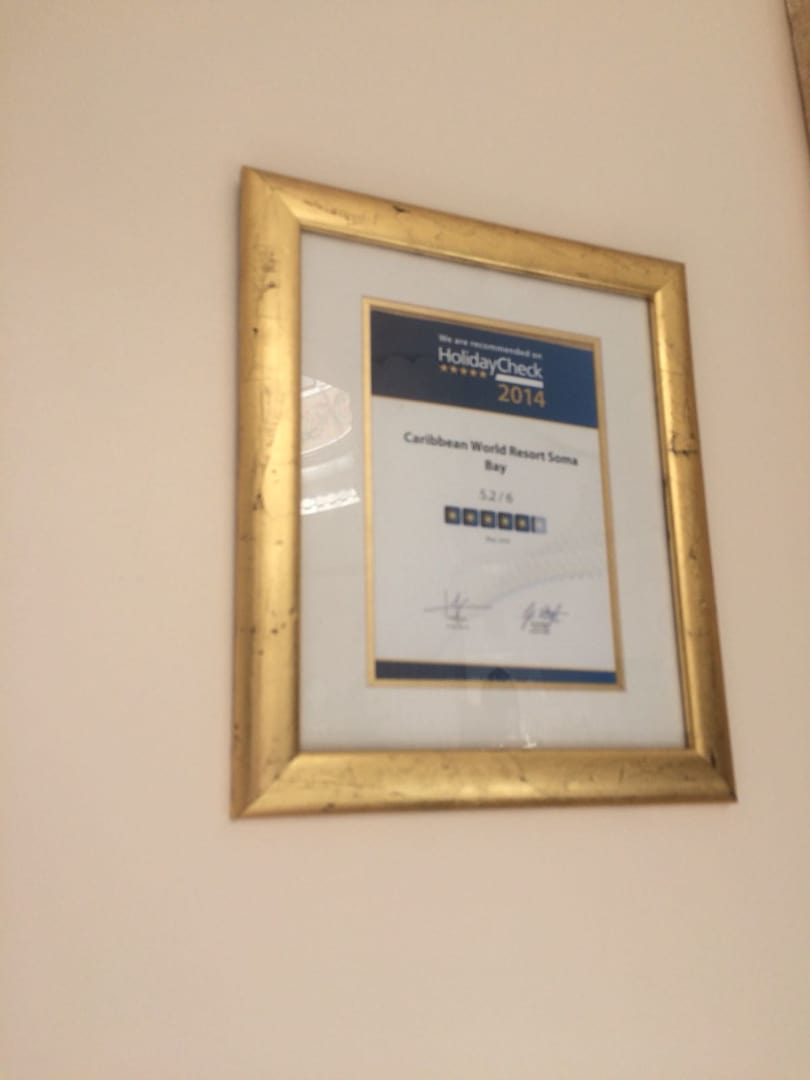 We are recommended on
HolidayCheck
2014
Caribbean World Resort Soma
Bay
5.2 / 6